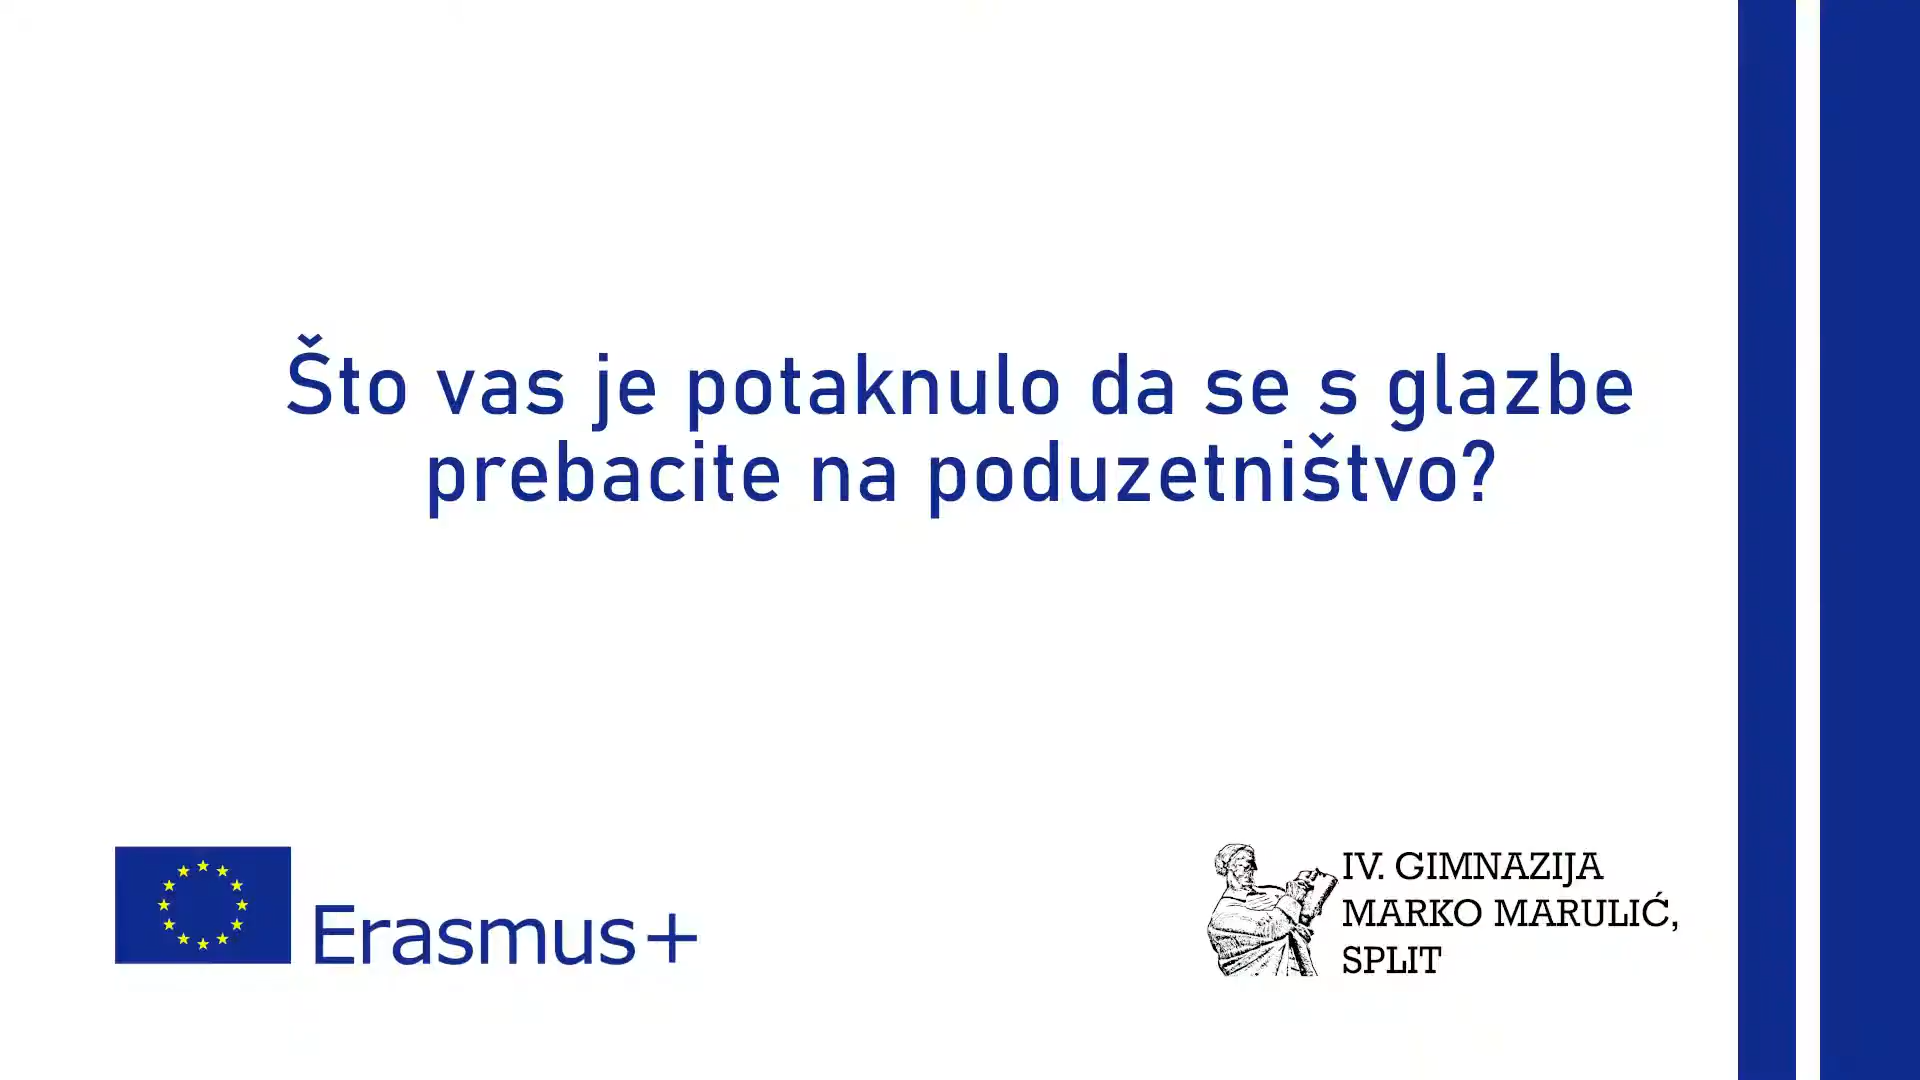 Što vas je potaknulo da se s glazbe
prebacite na poduzetništvo?
Erasmus+
IV. GIMNAZIJA
MARKO MARULIĆ,
SPLIT